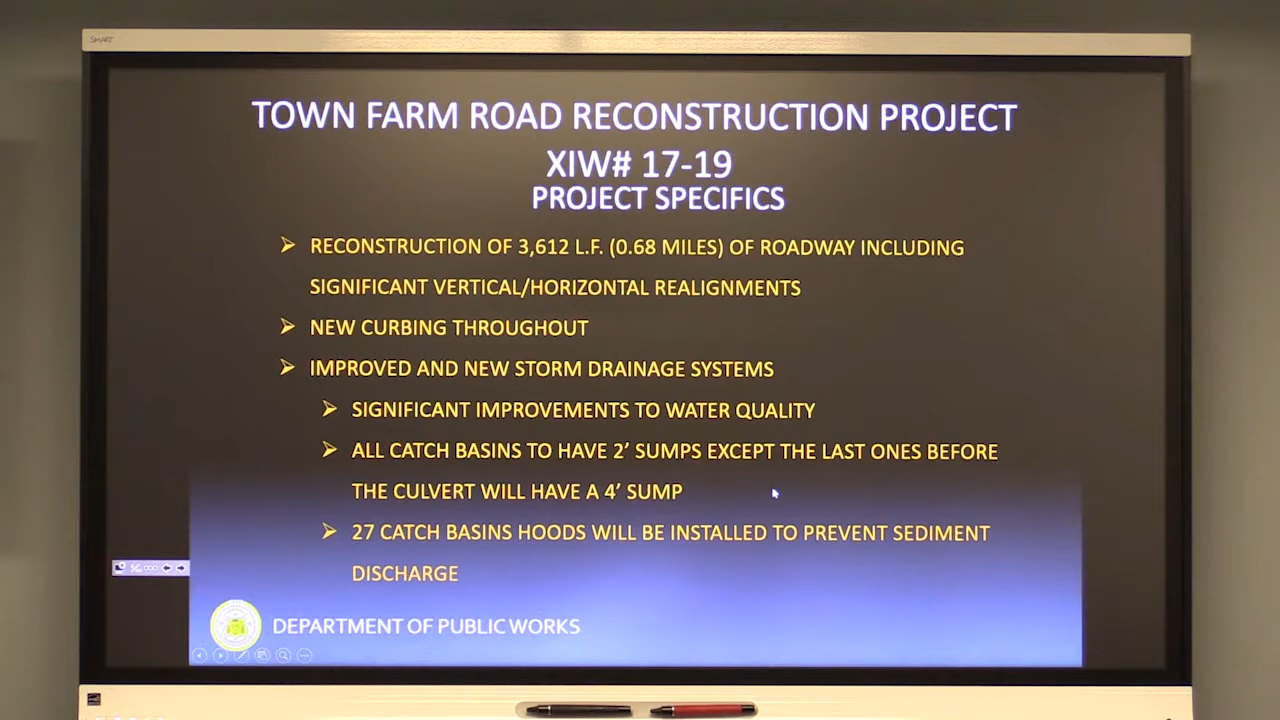 SMART
TOWN FARM ROAD RECONSTRUCTION PROJECT
XIW# 17-19
PROJECT SPECIFICS
RECONSTRUCTION OF 3,612 L.F. (0.68 MILES) OF ROADWAY INCLUDING
SIGNIFICANT VERTICAL/HORIZONTAL REALIGNMENTS
NEW CURBING THROUGHOUT
IMPROVED AND NEW STORM DRAINAGE SYSTEMS
SIGNIFICANT IMPROVEMENTS TO WATER QUALITY
ALL CATCH BASINS TO HAVE 2’ SUMPS EXCEPT THE LAST ONES BEFORE
THE CULVERT WILL HAVE A 4’ SUMP
27 CATCH BASINS HOODS WILL BE INSTALLED TO PREVENT SEDIMENT
DISCHARGE
DEPARTMENT OF PUBLIC WORKS